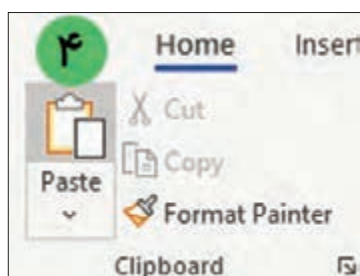 ۴ Home Insert
Cut
Copy
Paste
Format Painter
Clipboard